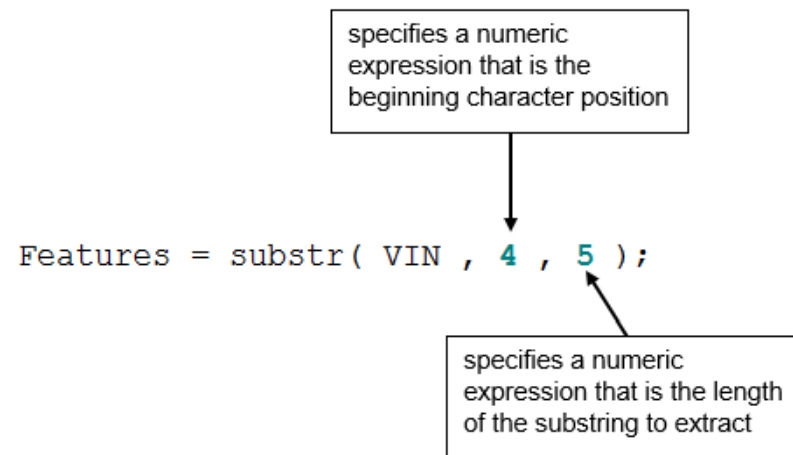 specifies a numeric
expression that is the
beginning character position
Features = substr( VIN , 4 , 5 );
specifies a numeric
expression that is the length
of the substring to extract